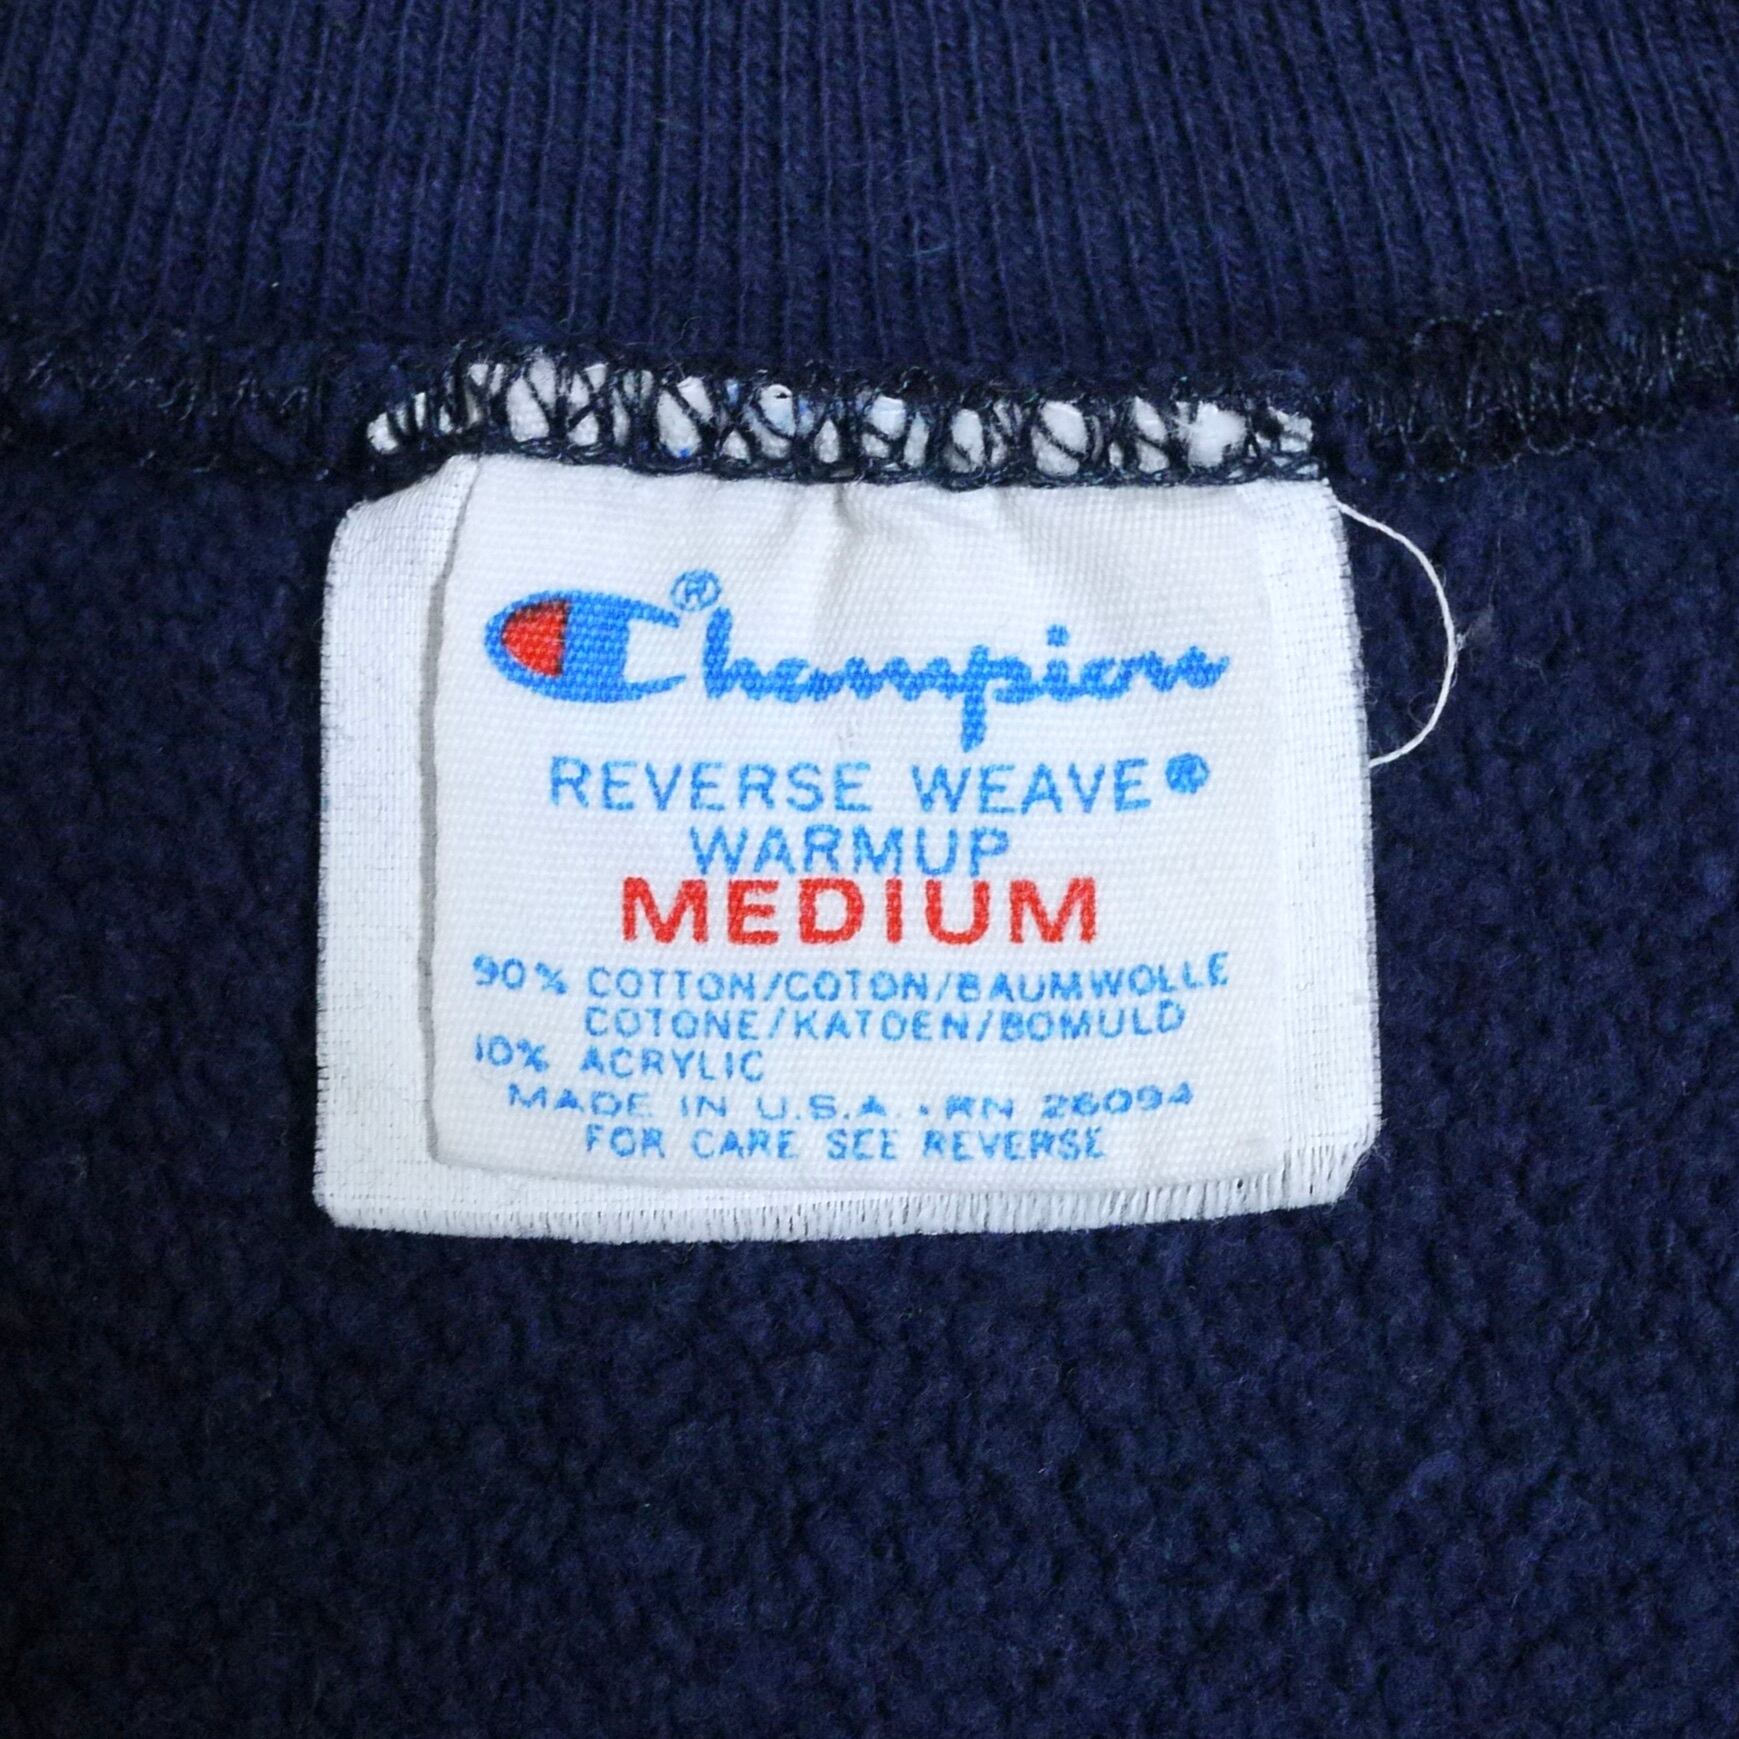 Champion®
REVERSE WEAVE®
WARMUP
MEDIUM
90% COTTON/COTON/BAUMWOLLE
COTONE/KATOEN/BOMULD
10% ACRYLIC
MADE IN U.S.A. • RN 26094
FOR CARE SEE REVERSE